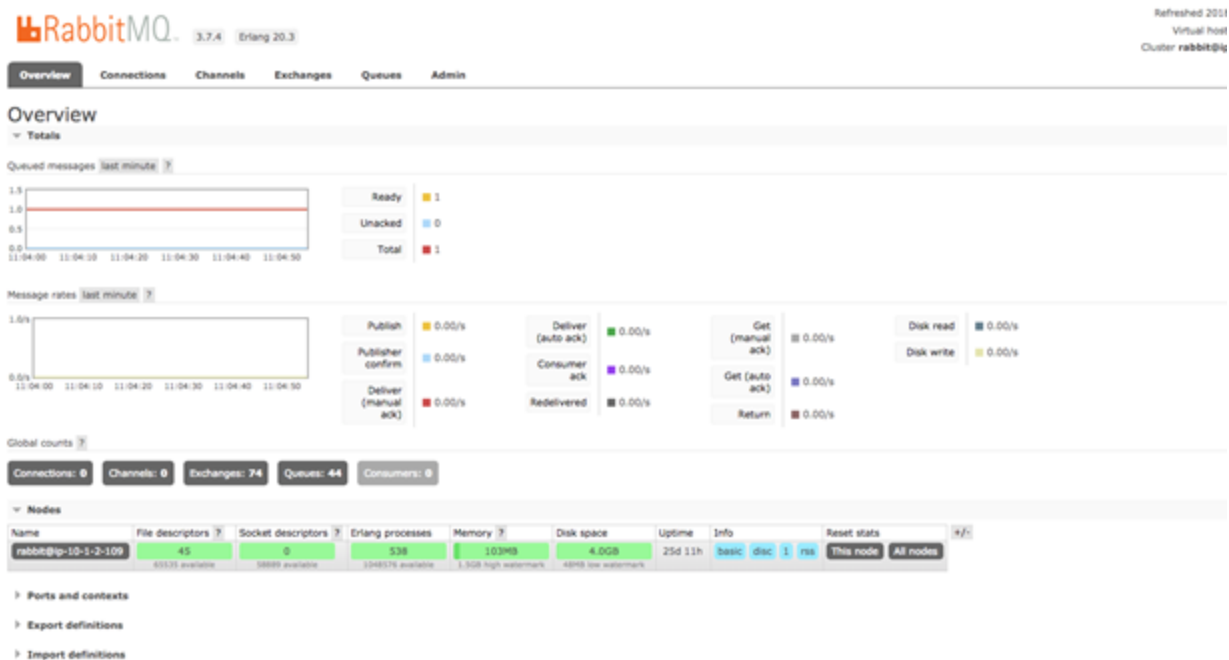 RabbitMQ 3.7.4 Erlang 20.3
Refreshed 201
Virtual host
Cluster rabbit@ip
Overview Connections Channels Exchanges Queues Admin
Overview
Totals
Queued messages last minute ?
1.5
1.0
0.5
0.0
11:04:00 11:04:10 11:04:20 11:04:30 11:04:40 11:04:50
Ready 1
Unacked 0
Total 1
Message rates last minute ?
1.0/s
0.0/s
11:04:00 11:04:10 11:04:20 11:04:30 11:04:40 11:04:50
Publish 0.00/s
Publisher
confirm 0.00/s
Deliver
(manual
ack) 0.00/s
Deliver
(auto ack) 0.00/s
Consumer
ack 0.00/s
Redelivered 0.00/s
Get
(manual
ack) 0.00/s
Get (auto
ack) 0.00/s
Return 0.00/s
Disk read 0.00/s
Disk write 0.00/s
Global counts ?
Connections: 0 Channels: 0 Exchanges: 74 Queues: 44 Consumers: 0
Nodes
Name File descriptors ? Socket descriptors ? Erlang processes Memory ? Disk space Uptime Info Reset stats +/-
rabbit@ip-10-1-2-109 45 0 538 103MB 4.0GB 25d 11h basic disc 1 rss This node All nodes
65535 available 58889 available 1048576 available 1.5GB high watermark 48MB low watermark
Ports and contexts
Export definitions
Import definitions